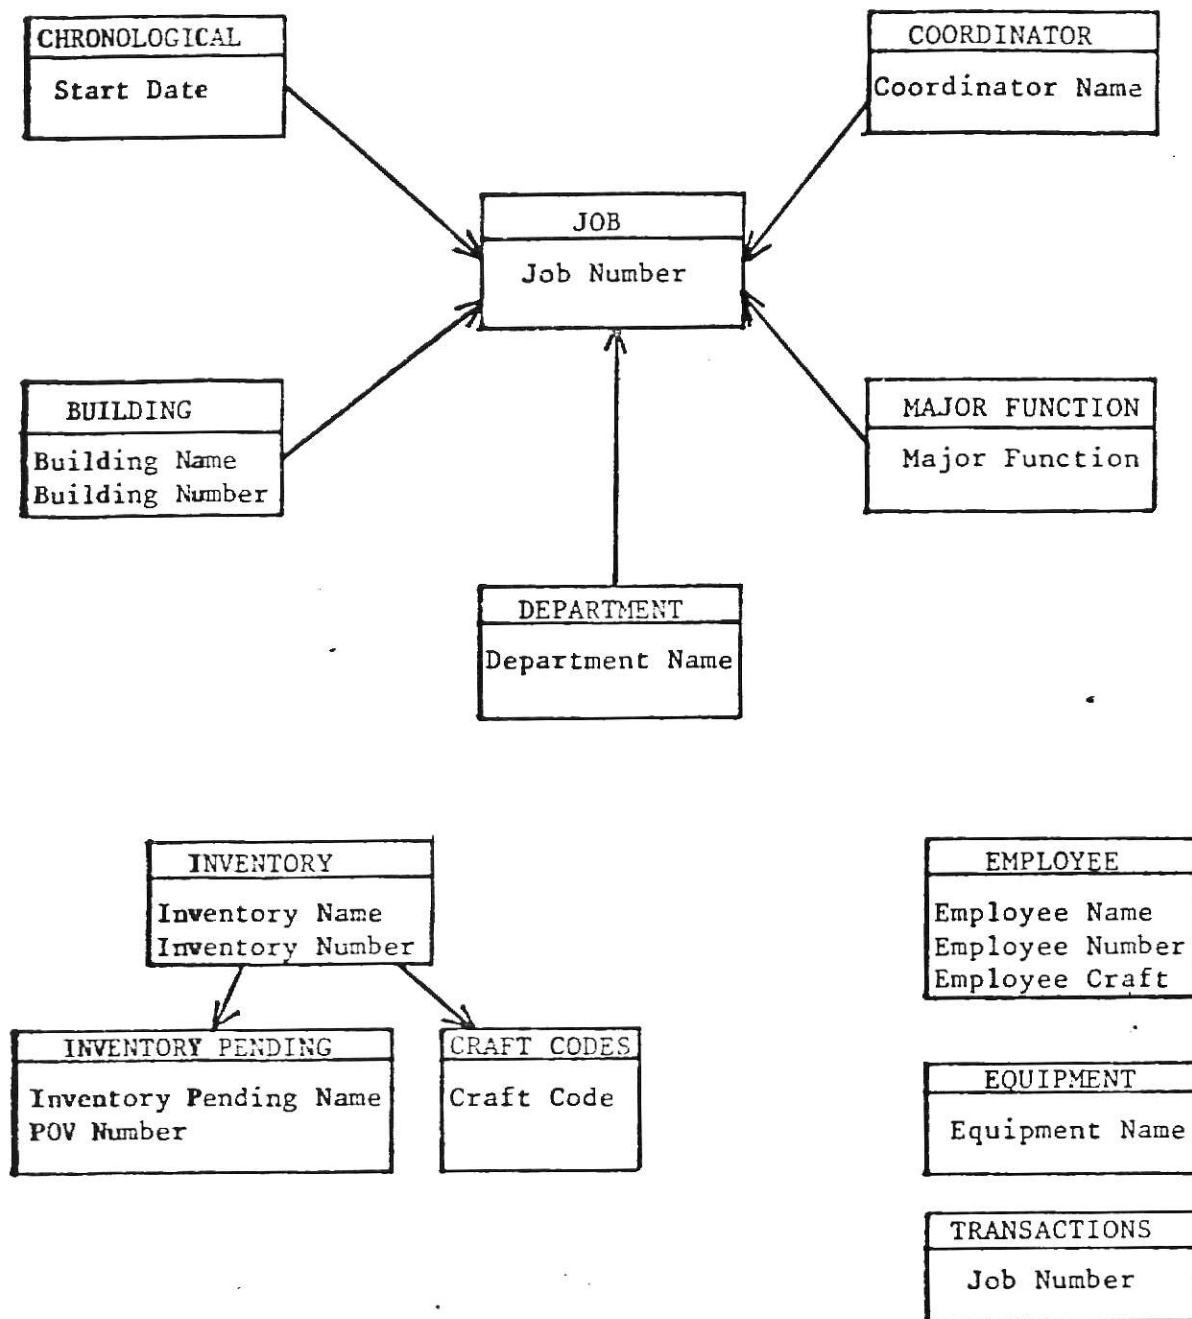 CHRONOLOGICAL
Start Date
COORDINATOR
Coordinator Name
JOB
Job Number
BUILDING
Building Name
Building Number
MAJOR FUNCTION
Major Function
DEPARTMENT
Department Name
INVENTORY
Inventory Name
Inventory Number
EMPLOYEE
Employee Name
Employee Number
Employee Craft
INVENTORY PENDING
Inventory Pending Name
POV Number
CRAFT CODES
Craft Code
EQUIPMENT
Equipment Name
TRANSACTIONS
Job Number